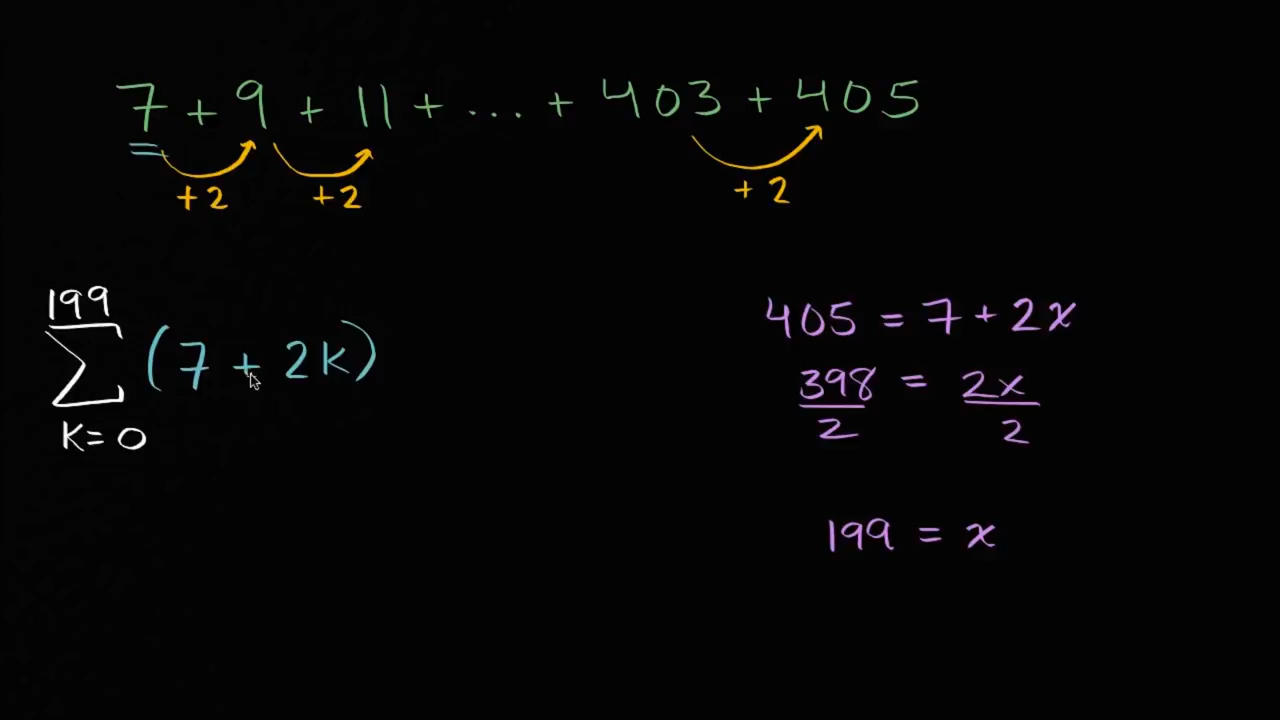 7 + 9 + 11 + ... + 403 + 405
+2 +2 +2
199
∑ (7 + 2k)
k=0
405 = 7 + 2x
398 = 2x
2 2
199 = x